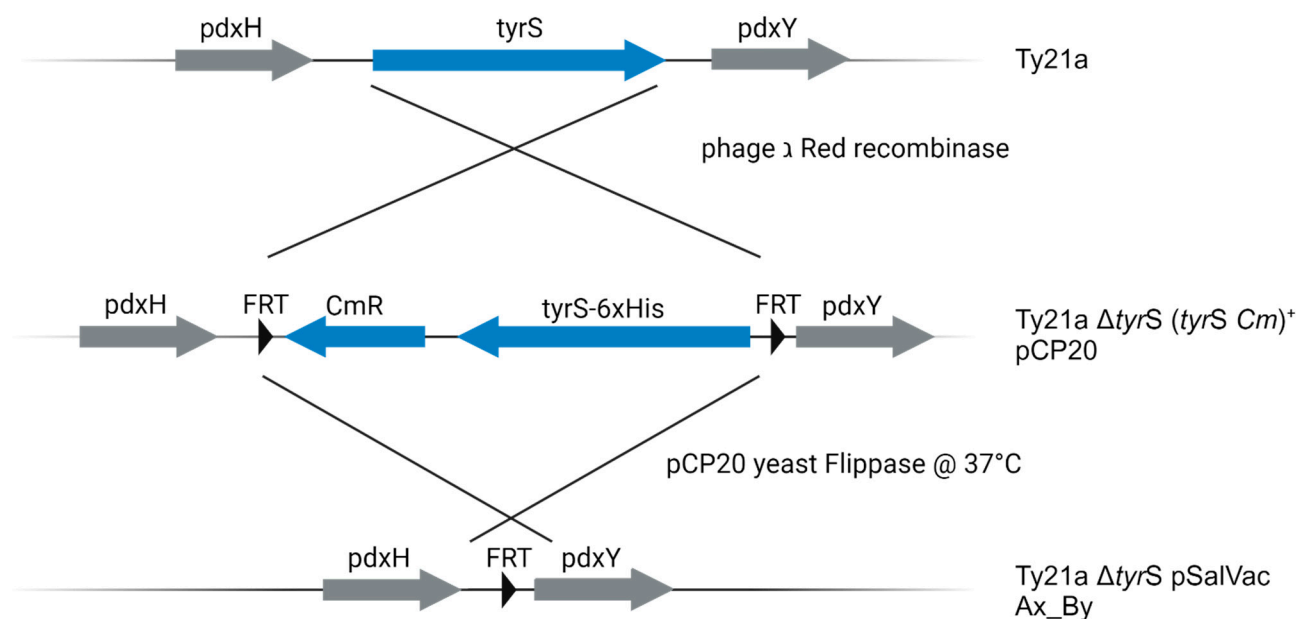 pdxH tyrS pdxY
Ty21a
phage ג Red recombinase
pdxH FRT CmR tyrS-6xHis FRT pdxY
Ty21a ΔtyrS (tyrS Cm)⁺
pCP20
pCP20 yeast Flippase @ 37°C
pdxH FRT pdxY
Ty21a ΔtyrS pSalVac
Ax_By